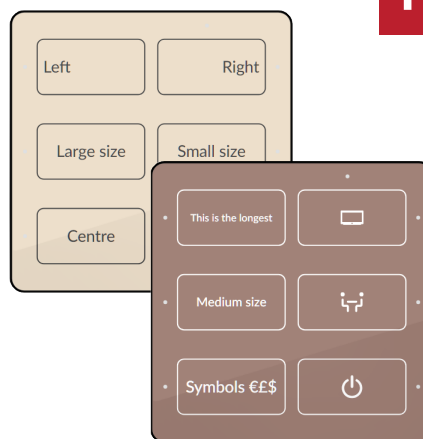 Left
Right
Large size
Small size
Centre
This is the longest
Medium size
Symbols €£$